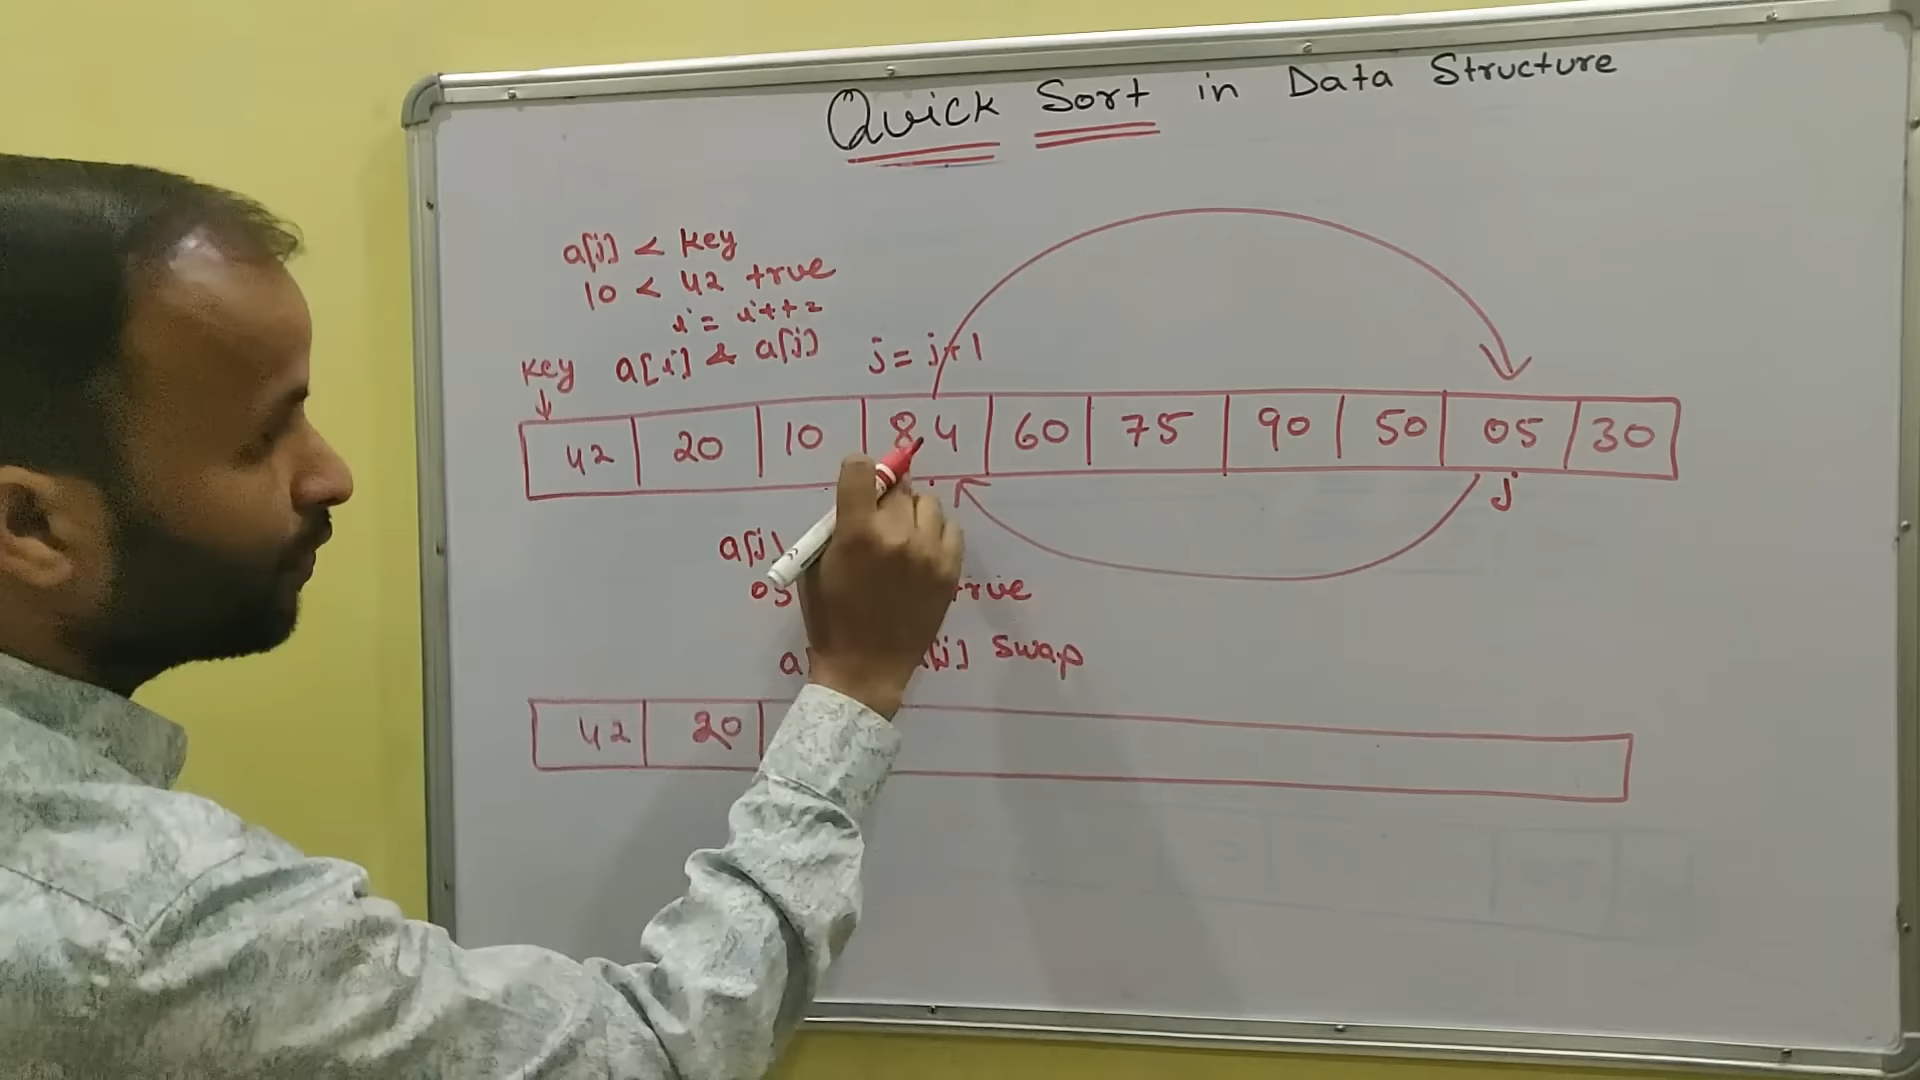 Quick Sort in Data Structure
a[j] < key
10 < 42 true
i = i++2
key a[i] & a[j] j = j+1
42 20 10 84 60 75 90 50 05 30
j
a[j]
05 true
a[j] swap
42 20